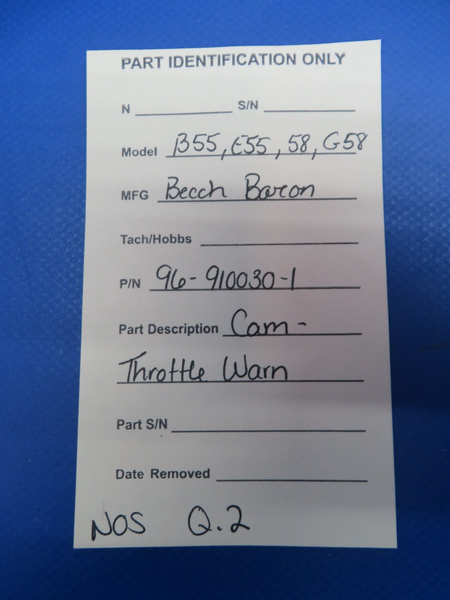 PART IDENTIFICATION ONLY
N S/N
Model B55, E55, 58, G58
MFG Beech Baron
Tach/Hobbs
P/N 96-910030-1
Part Description Cam-
Throttle Warn
Part S/N
Date Removed
NOS Q.2